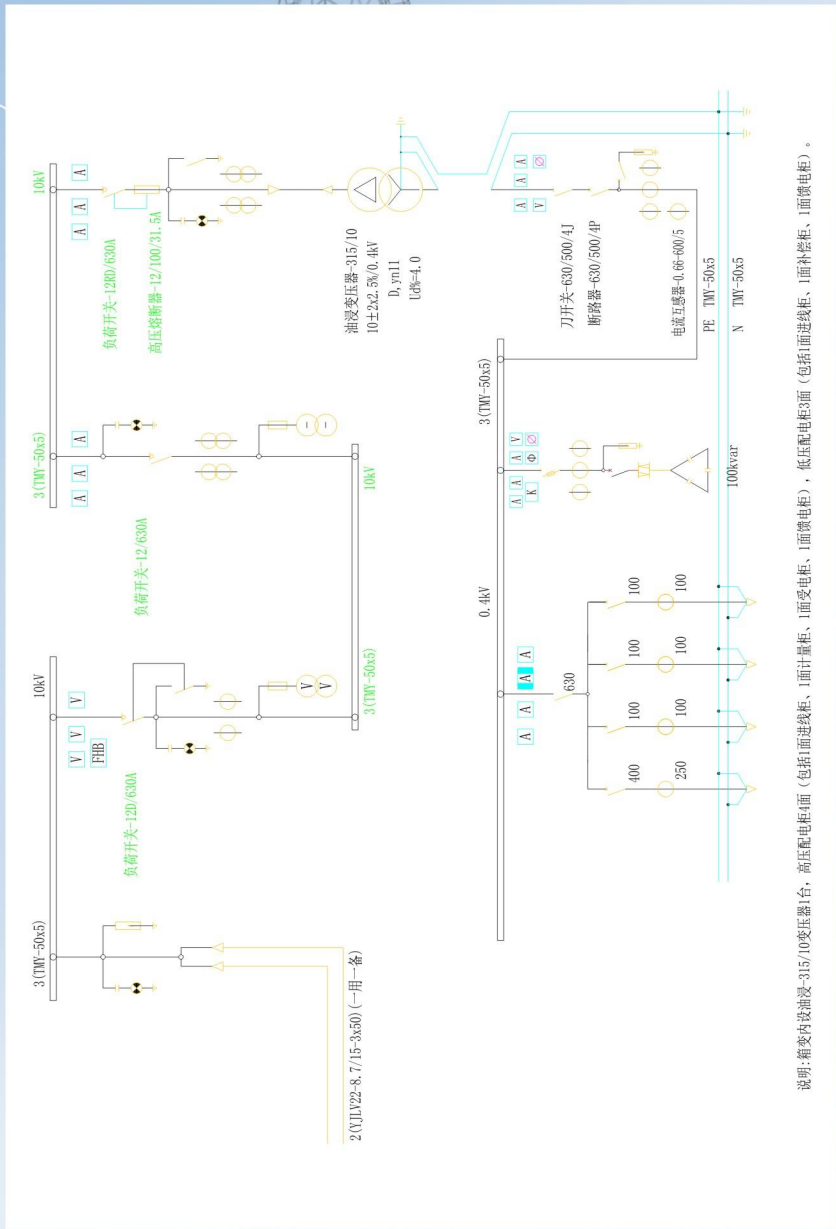 3(TMY-50x5)
10kV
3(TMY-50x5)
10kV
V V V
FHB
A A A
A A A
负荷开关-12D/630A
负荷开关-12/630A
负荷开关-12RD/630A
高压熔断器-12/100/31.5A
V V
- -
2(YJLV22-8.7/15-3x50)(一用一备)
3(TMY-50x5)
10kV
油浸变压器-315/10
10±2x2.5%/0.4kV
D,yn11
Ud%=4.0
0.4kV
3(TMY-50x5)
A A A A
A A A V
K Φ Ø
A A A
V V Ø
刀开关-630/500/4J
断路器-630/500/4P
电流互感器-0.66-600/5
630
400
100
100
100
250
100
100
100
100kvar
PE TMY-50x5
N TMY-50x5
说明:箱变内设油浸-315/10变压器1台，高压配电柜4面（包括1面进线柜、1面计量柜、1面受电柜、1面馈电柜），低压配电柜3面（包括1面进线柜、1面补偿柜、1面馈电柜）。